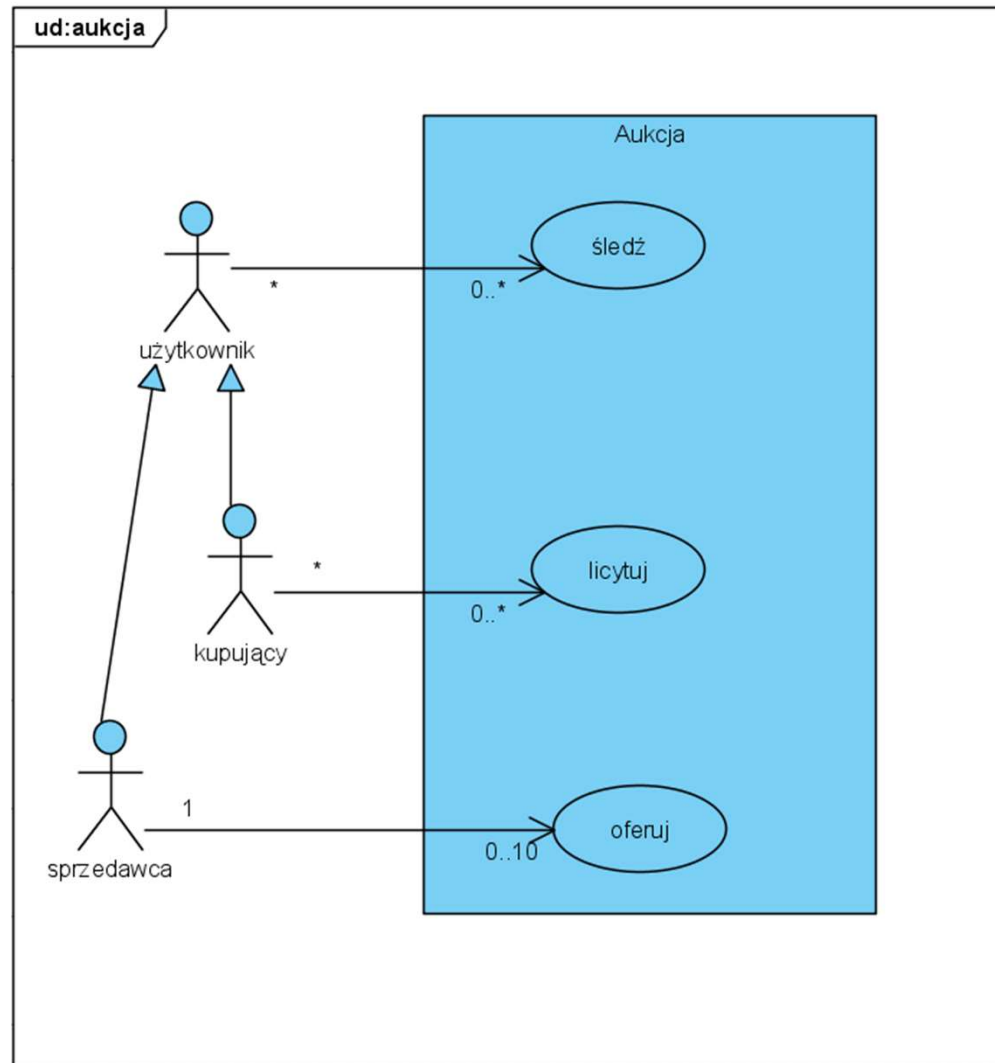 ud:aukcja
Aukcja
śledź
*
0..*
użytkownik
licytuj
*
0..*
kupujący
1
oferuj
0..10
sprzedawca